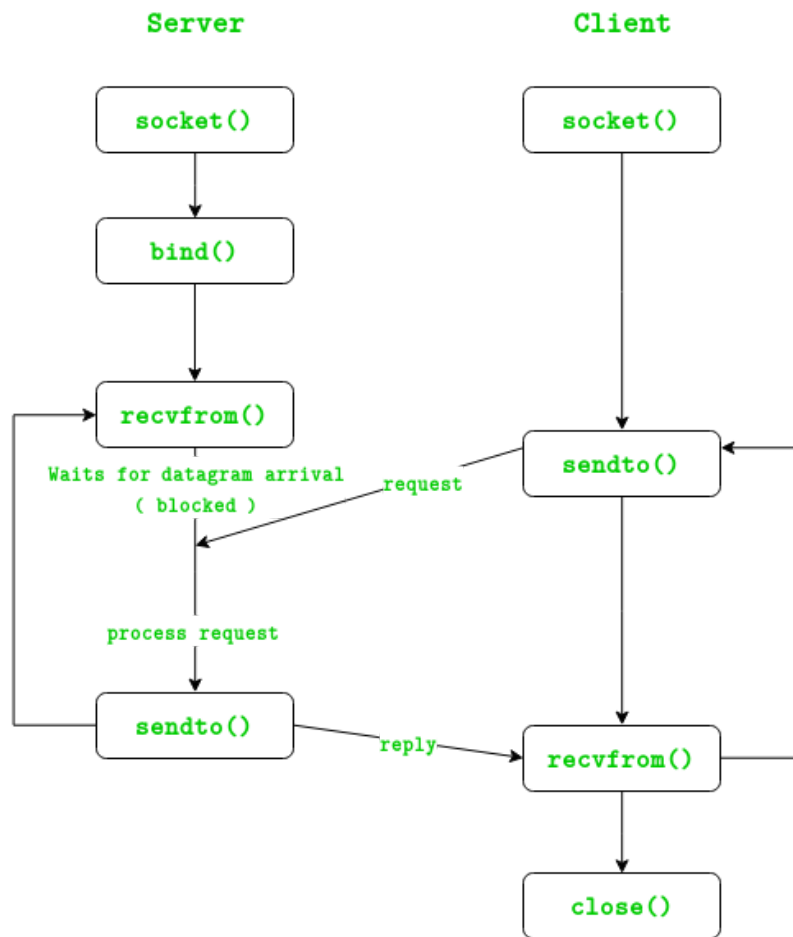 Server
Client
socket()
socket()
bind()
recvfrom()
Waits for datagram arrival
( blocked )
sendto()
request
process request
sendto()
reply
recvfrom()
close()